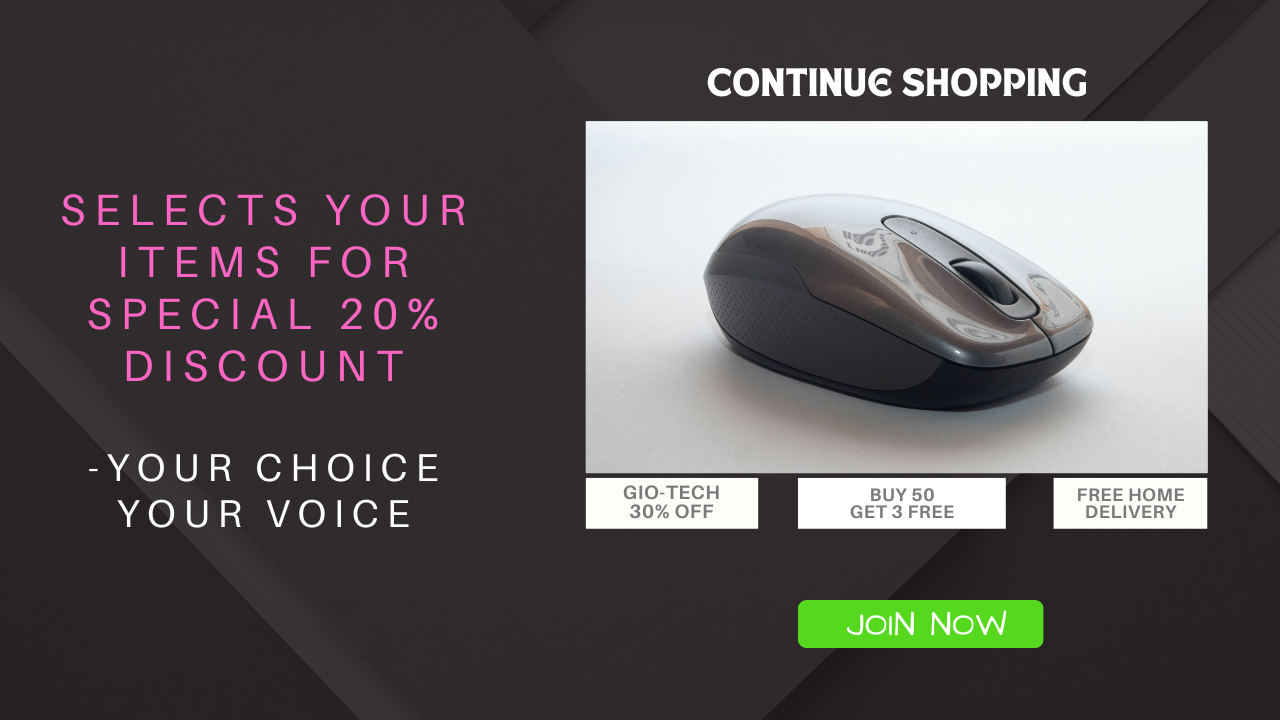 SELECTS YOUR
ITEMS FOR
SPECIAL 20%
DISCOUNT
-YOUR CHOICE
YOUR VOICE
CONTINUE SHOPPING
GIO-TECH
30% OFF
BUY 50
GET 3 FREE
FREE HOME
DELIVERY
JOIN NOW